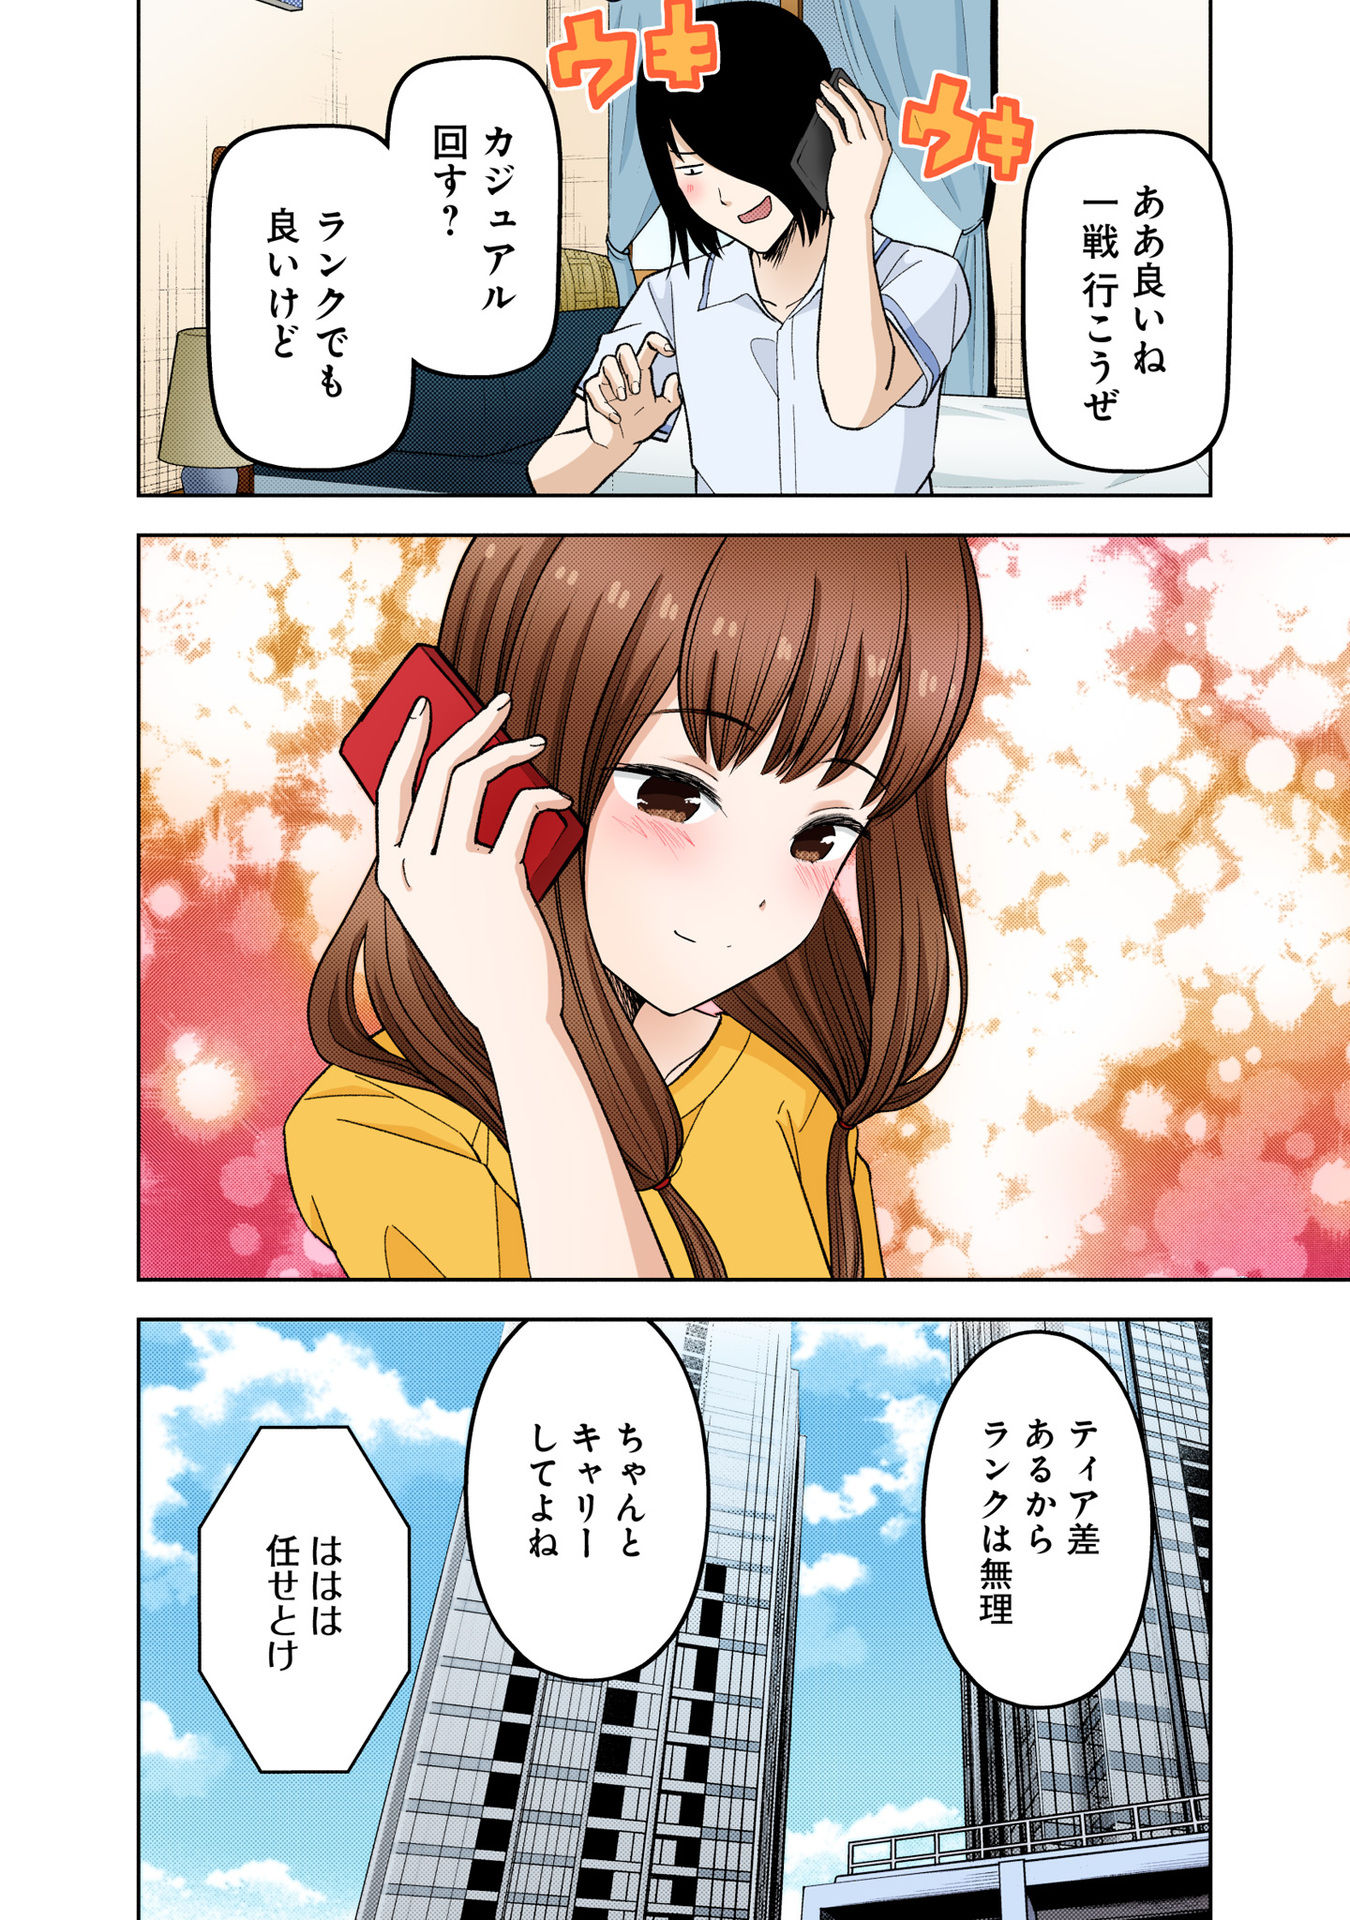 ああ良いね
一戦行こうぜ
ウキ
ウキ
カジュアル
回す?
ランクでも
良いけど
ティア差
あるから
ランクは無理
ちゃんと
キャリー
してよね
ははは
任せとけ